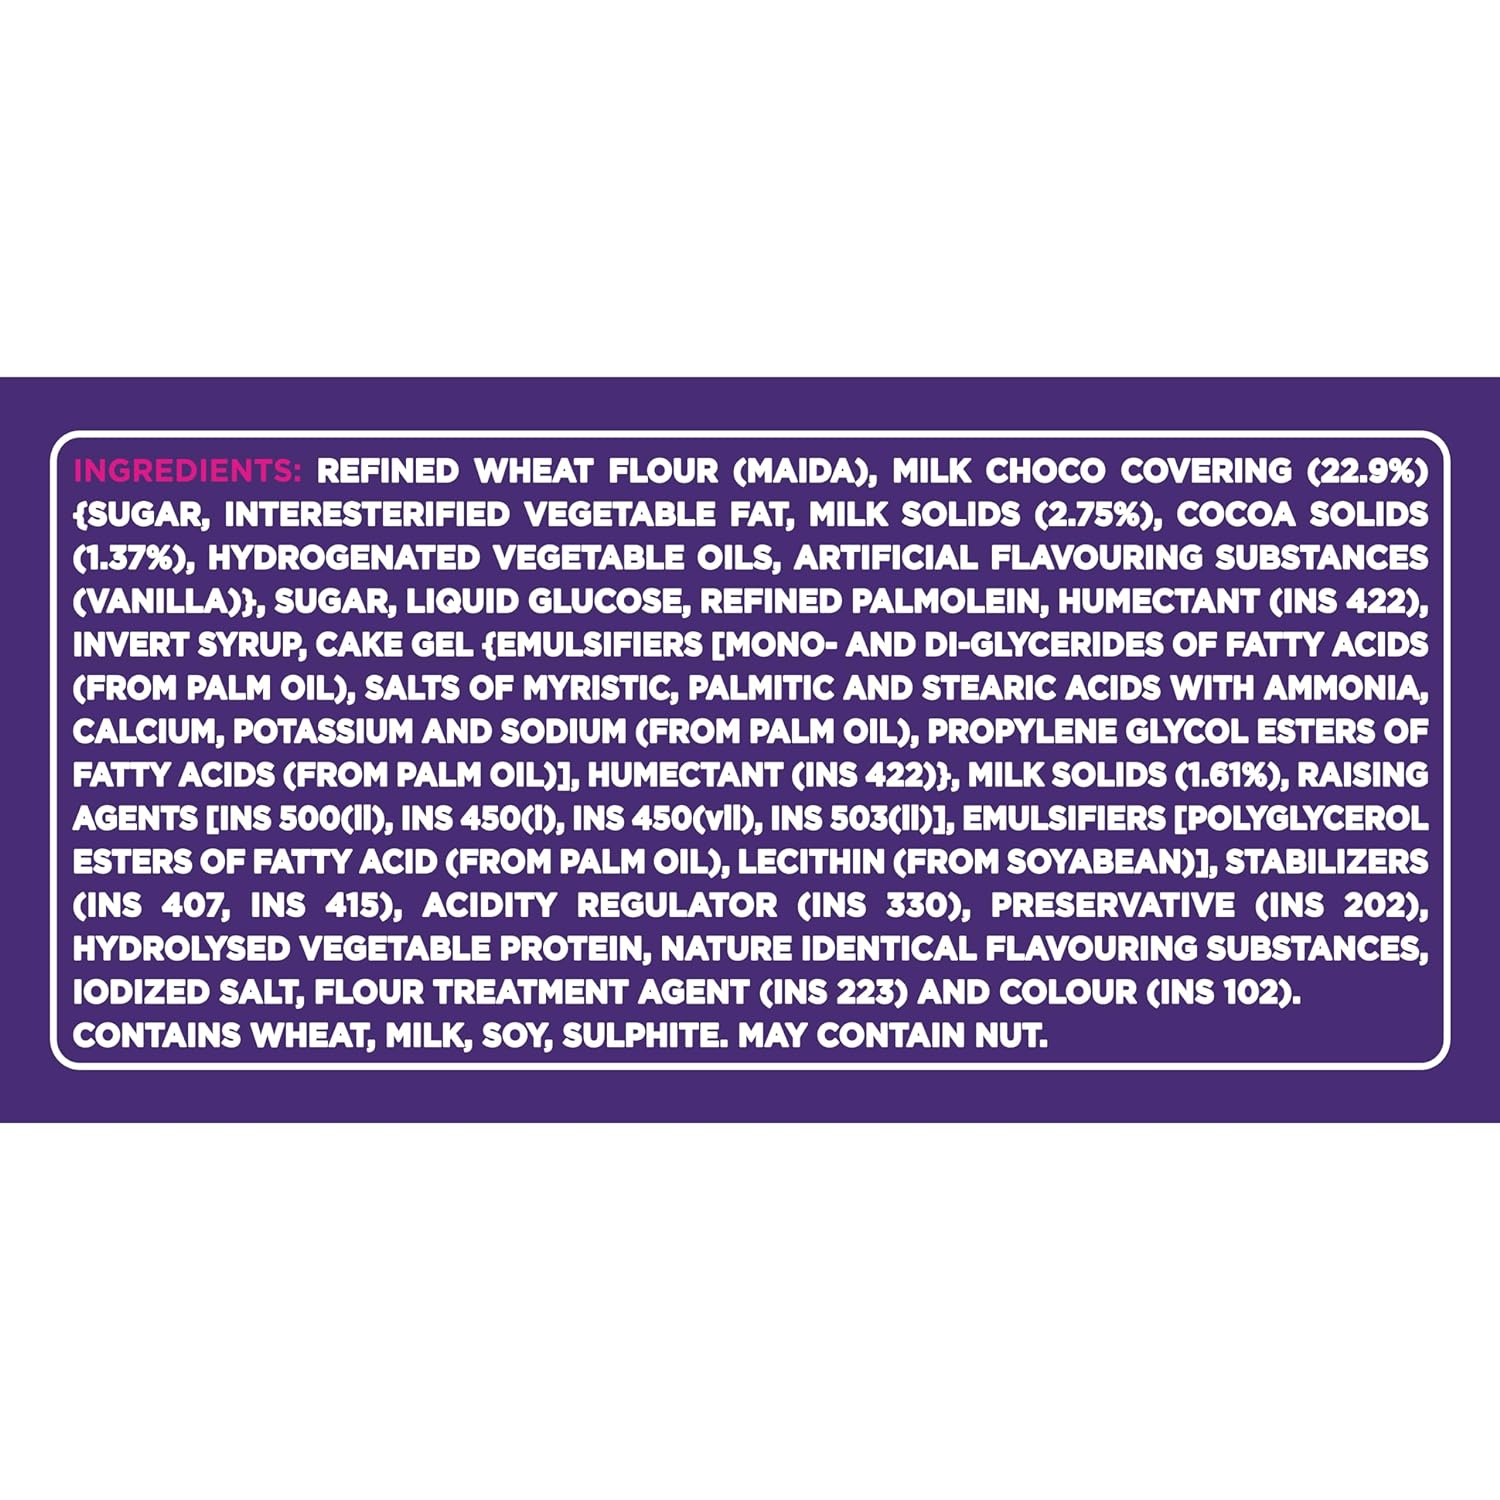 INGREDIENTS: REFINED WHEAT FLOUR (MAIDA), MILK CHOCO COVERING (22.9%)
{SUGAR, INTERESTERIFIED VEGETABLE FAT, MILK SOLIDS (2.75%), COCOA SOLIDS
(1.37%), HYDROGENATED VEGETABLE OILS, ARTIFICIAL FLAVOURING SUBSTANCES
(VANILLA)}, SUGAR, LIQUID GLUCOSE, REFINED PALMOLEIN, HUMECTANT (INS 422),
INVERT SYRUP, CAKE GEL {EMULSIFIERS [MONO- AND DI-GLYCERIDES OF FATTY ACIDS
(FROM PALM OIL), SALTS OF MYRISTIC, PALMITIC AND STEARIC ACIDS WITH AMMONIA,
CALCIUM, POTASSIUM AND SODIUM (FROM PALM OIL), PROPYLENE GLYCOL ESTERS OF
FATTY ACIDS (FROM PALM OIL)], HUMECTANT (INS 422)}, MILK SOLIDS (1.61%), RAISING
AGENTS [INS 500(II), INS 450(I), INS 450(VII), INS 503(II)], EMULSIFIERS [POLYGLYCEROL
ESTERS OF FATTY ACID (FROM PALM OIL), LECITHIN (FROM SOYABEAN)], STABILIZERS
(INS 407, INS 415), ACIDITY REGULATOR (INS 330), PRESERVATIVE (INS 202),
HYDROLYSED VEGETABLE PROTEIN, NATURE IDENTICAL FLAVOURING SUBSTANCES,
IODIZED SALT, FLOUR TREATMENT AGENT (INS 223) AND COLOUR (INS 102).
CONTAINS WHEAT, MILK, SOY, SULPHITE. MAY CONTAIN NUT.